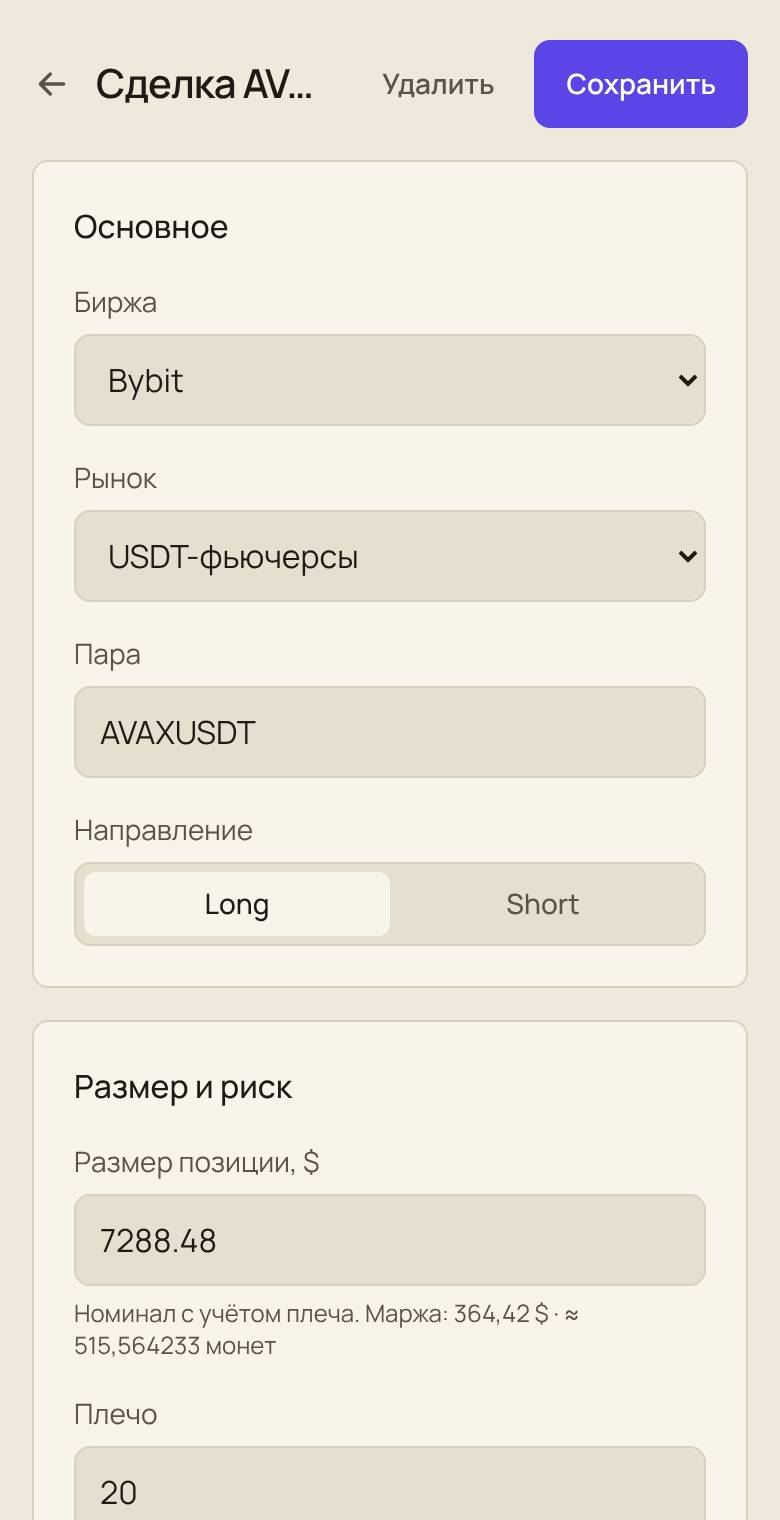 Сделка AV...
Удалить
Сохранить
Основное
Биржа
Bybit
Рынок
USDT-фьючерсы
Пара
AVAXUSDT
Направление
Long
Short
Размер и риск
Размер позиции, $
7288.48
Номинал с учётом плеча. Маржа: 364,42 $ · ≈
515,564233 монет
Плечо
20